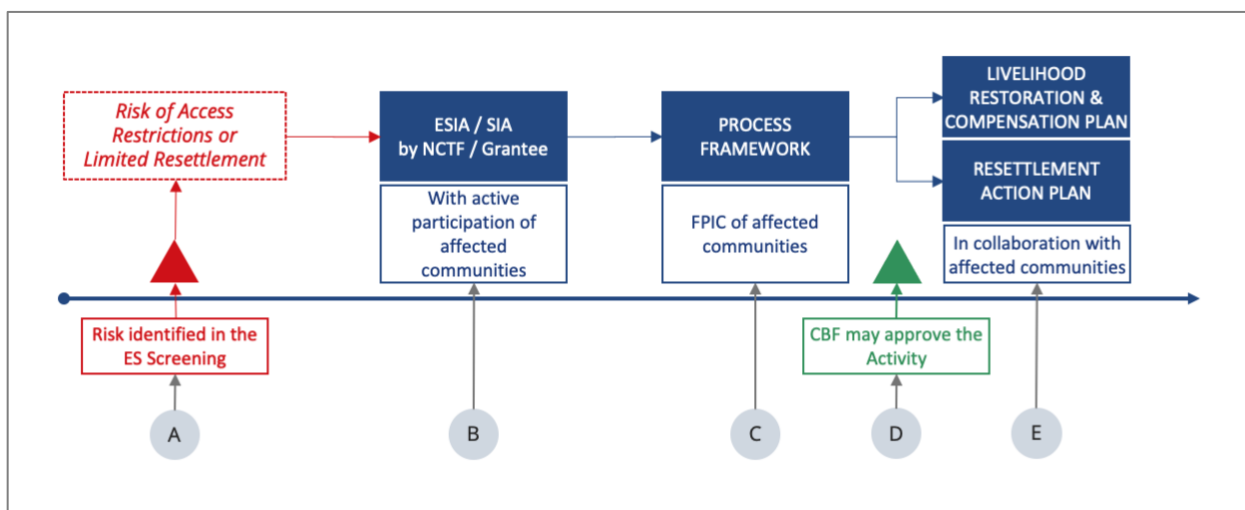 Risk of Access
Restrictions or
Limited Resettlement
ESIA / SIA
by NCTF / Grantee
With active
participation of
affected
communities
PROCESS
FRAMEWORK
FPIC of affected
communities
LIVELIHOOD
RESTORATION &
COMPENSATION PLAN
RESETTLEMENT
ACTION PLAN
In collaboration with
affected communities
Risk identified in the
ES Screening
CBF may approve the
Activity
A
B
C
D
E